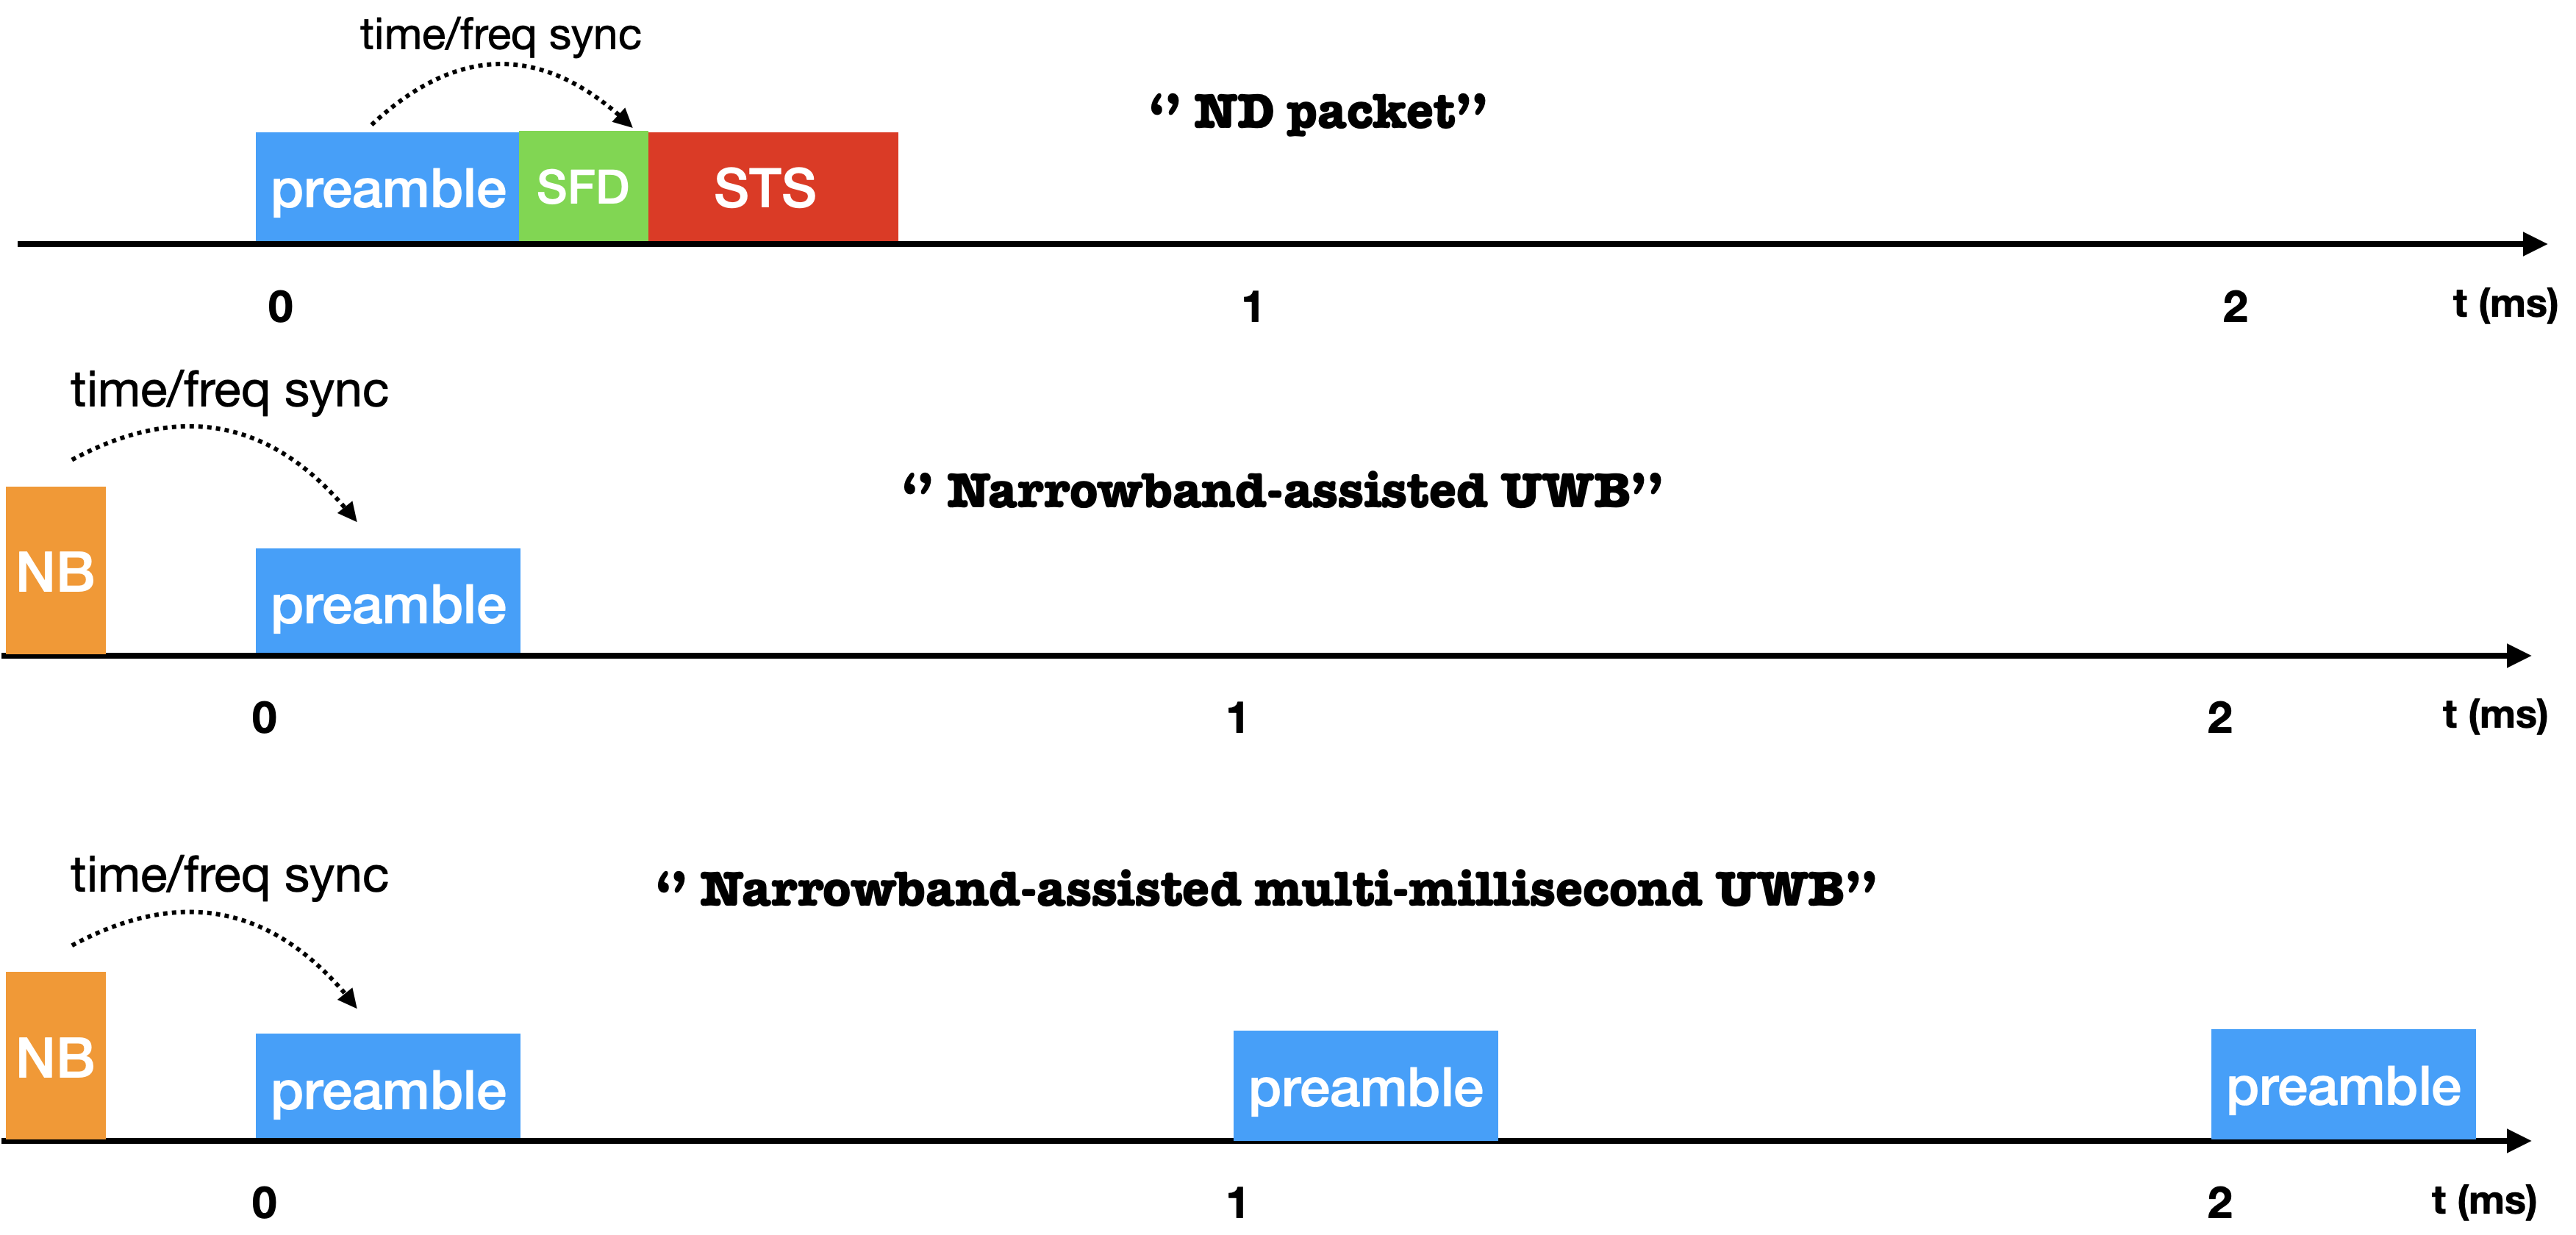 time/freq sync
‘’ ND packet’’
preamble SFD STS
0 1 2 t (ms)
time/freq sync
‘’ Narrowband-assisted UWB’’
NB
preamble
0 1 2 t (ms)
time/freq sync
‘’ Narrowband-assisted multi-millisecond UWB’’
NB
preamble preamble preamble
0 1 2 t (ms)